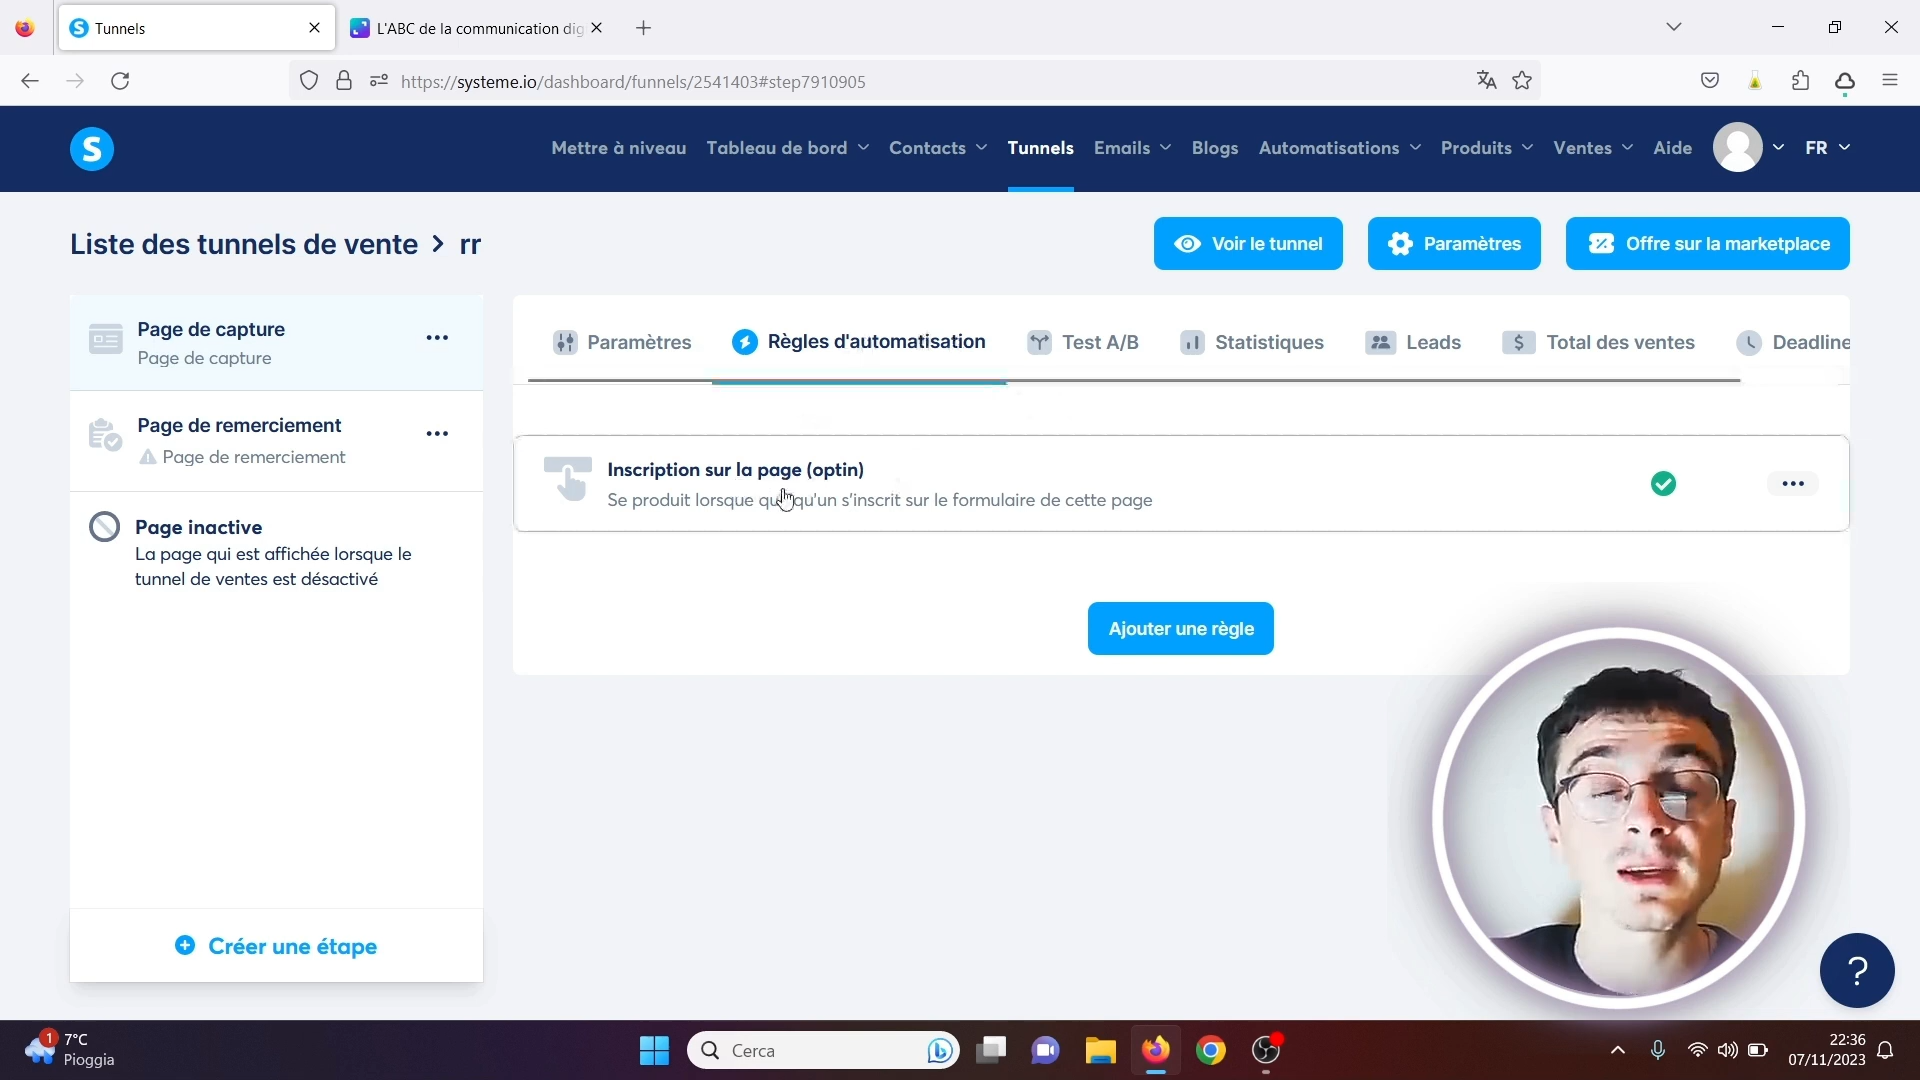 Tunnels
L'ABC de la communication dig
https://systeme.io/dashboard/funnels/2541403#step7910905
S
Mettre à niveau
Tableau de bord
Contacts
Tunnels
Emails
Blogs
Automatisations
Produits
Ventes
Aide
FR
Liste des tunnels de vente > rr
Voir le tunnel
Paramètres
Offre sur la marketplace
Page de capture
Page de capture
Page de remerciement
Page de remerciement
Page inactive
La page qui est affichée lorsque le
tunnel de ventes est désactivé
Créer une étape
Paramètres
Règles d'automatisation
Test A/B
Statistiques
Leads
Total des ventes
Deadline
Inscription sur la page (optin)
Se produit lorsque quelqu'un s'inscrit sur le formulaire de cette page
Ajouter une règle
?
1
7°C
Pioggia
Cerca
22:36
07/11/2023